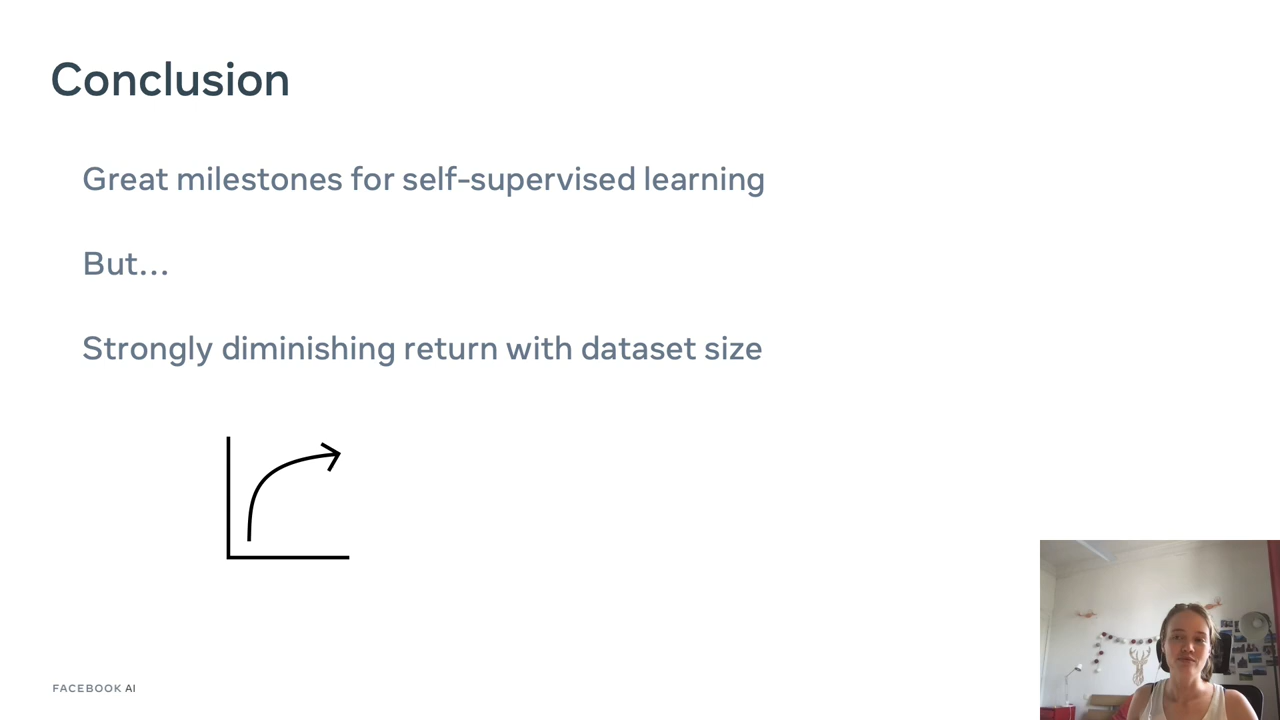 Conclusion
Great milestones for self-supervised learning
But...
Strongly diminishing return with dataset size
FACEBOOK AI